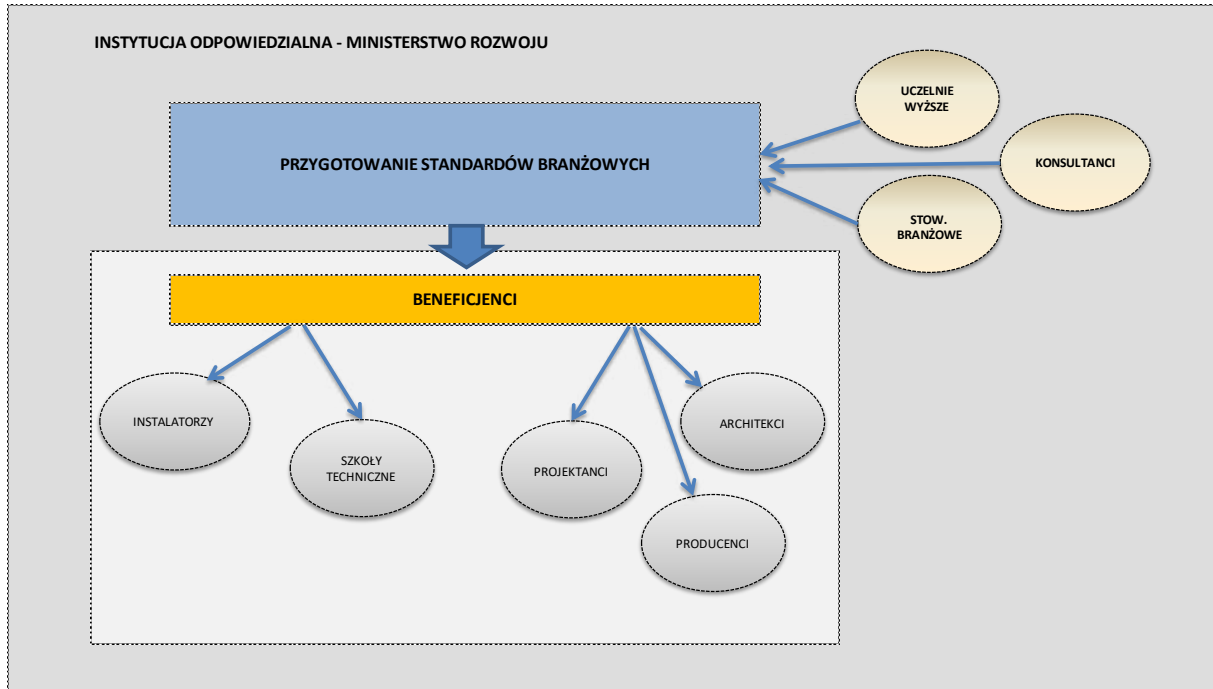 INSTYTUCJA ODPOWIEDZIALNA - MINISTERSTWO ROZWOJU
UCZELNIE
WYŻSZE
PRZYGOTOWANIE STANDARDÓW BRANŻOWYCH
KONSULTANCI
STOW.
BRANŻOWE
BENEFICJENCI
INSTALATORZY
SZKOŁY
TECHNICZNE
PROJEKTANCI
ARCHITEKCI
PRODUCENCI